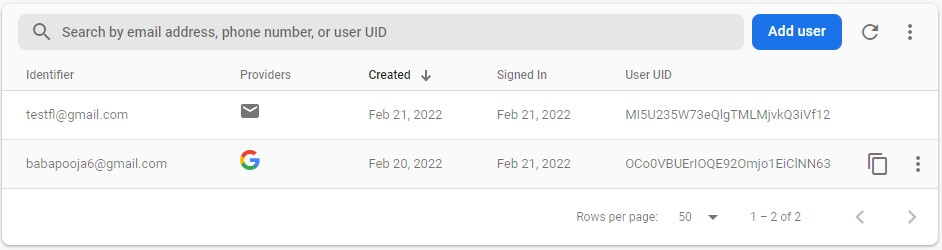 Search by email address, phone number, or user UID Add user
Identifier Providers Created Signed In User UID
testfl@gmail.com Feb 21, 2022 Feb 21, 2022 MI5U235W73eQlgTMLMjvkQ3iVf12
babapooja6@gmail.com Feb 20, 2022 Feb 21, 2022 OCo0VBUErIOQE92Omjo1EiClNN63
Rows per page: 50 1 – 2 of 2